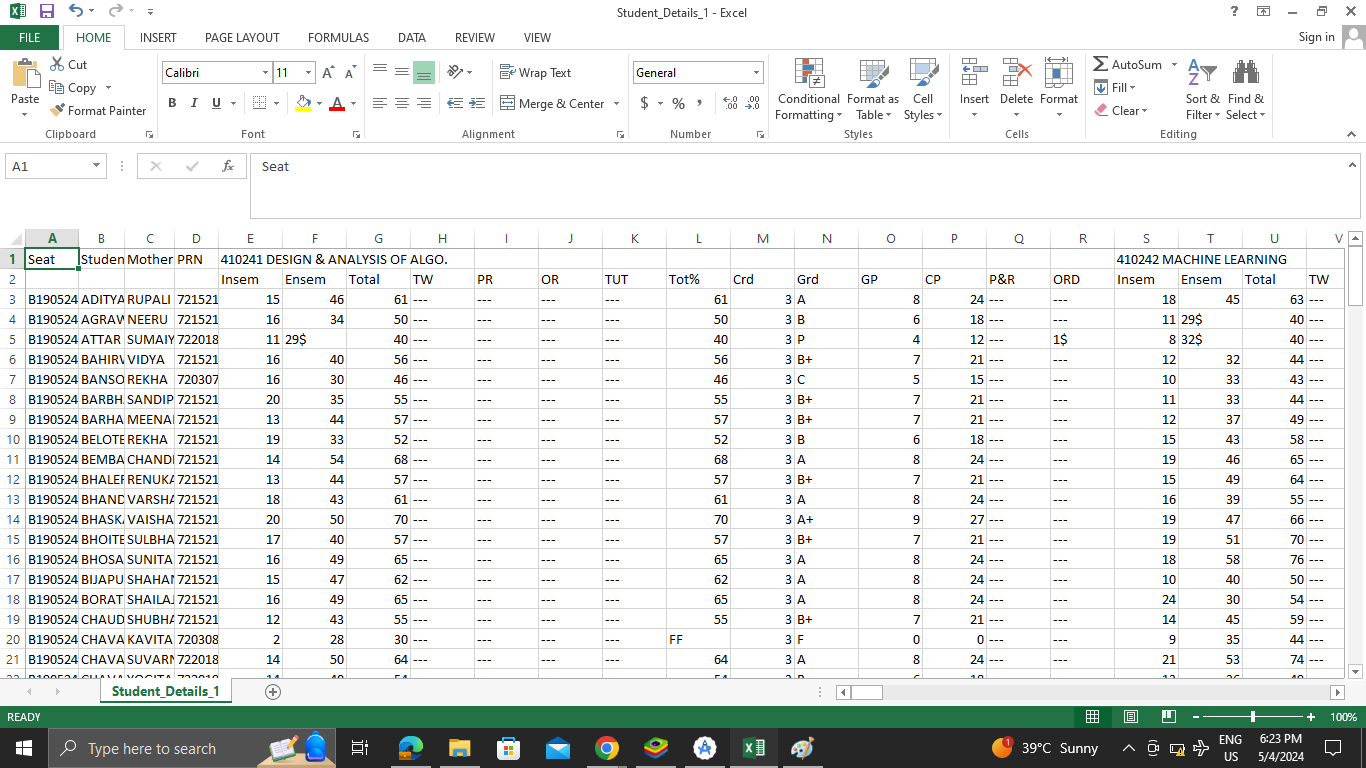 Student_Details_1 - Excel
FILE HOME INSERT PAGE LAYOUT FORMULAS DATA REVIEW VIEW Sign in
Cut
Copy
Format Painter
Paste
Calibri 11
B I U A
Wrap Text
Merge & Center
General
$ % ,
Conditional Formatting
Format as Table
Cell Styles
Insert Delete Format
AutoSum
Fill
Clear
Sort & Filter
Find & Select
Clipboard Font Alignment Number Styles Cells Editing
A1 fx Seat
A B C D E F G H I J K L M N O P Q R S T U V
1 Seat Studen Mother PRN 410241 DESIGN & ANALYSIS OF ALGO. 410242 MACHINE LEARNING
2 Insem Ensem Total TW PR OR TUT Tot% Crd Grd GP CP P&R ORD Insem Ensem Total TW
3 B190524 ADITYA RUPALI 721521 15 46 61 --- --- --- --- 61 3 A 8 24 --- --- 18 45 63 ---
4 B190524 AGRAW NEERU 721521 16 34 50 --- --- --- --- 50 3 B 6 18 --- --- 11 29$ 40 ---
5 B190524 ATTAR SUMAIY 722018 11 29$ 40 --- --- --- --- 40 3 P 4 12 --- 1$ 8 32$ 40 ---
6 B190524 BAHIRV VIDYA 721521 16 40 56 --- --- --- --- 56 3 B+ 7 21 --- --- 12 32 44 ---
7 B190524 BANSO REKHA 720307 16 30 46 --- --- --- --- 46 3 C 5 15 --- --- 10 33 43 ---
8 B190524 BARBH SANDIP 721521 20 35 55 --- --- --- --- 55 3 B+ 7 21 --- --- 11 33 44 ---
9 B190524 BARHA MEENA 721521 13 44 57 --- --- --- --- 57 3 B+ 7 21 --- --- 12 37 49 ---
10 B190524 BELOTE REKHA 721521 19 33 52 --- --- --- --- 52 3 B 6 18 --- --- 15 43 58 ---
11 B190524 BEMBA CHAND 721521 14 54 68 --- --- --- --- 68 3 A 8 24 --- --- 19 46 65 ---
12 B190524 BHALEF RENUKA 721521 13 44 57 --- --- --- --- 57 3 B+ 7 21 --- --- 15 49 64 ---
13 B190524 BHAND VARSHA 721521 18 43 61 --- --- --- --- 61 3 A 8 24 --- --- 16 39 55 ---
14 B190524 BHASK VAISHA 721521 20 50 70 --- --- --- --- 70 3 A+ 9 27 --- --- 19 47 66 ---
15 B190524 BHOITE SULBHA 721521 17 40 57 --- --- --- --- 57 3 B+ 7 21 --- --- 19 51 70 ---
16 B190524 BHOSA SUNITA 721521 16 49 65 --- --- --- --- 65 3 A 8 24 --- --- 18 58 76 ---
17 B190524 BIJAPU SHAHAN 721521 15 47 62 --- --- --- --- 62 3 A 8 24 --- --- 10 40 50 ---
18 B190524 BORAT SHAILA 721521 16 49 65 --- --- --- --- 65 3 A 8 24 --- --- 24 30 54 ---
19 B190524 CHAUD SHUBHA 721521 12 43 55 --- --- --- --- 55 3 B+ 7 21 --- --- 14 45 59 ---
20 B190524 CHAVA KAVITA 720308 2 28 30 --- --- --- --- FF 3 F 0 0 --- --- 9 35 44 ---
21 B190524 CHAVA SUVARN 722018 14 50 64 --- --- --- --- 64 3 A 8 24 --- --- 21 53 74 ---
Student_Details_1
READY 100%
Type here to search
39°C Sunny
ENG US
6:23 PM
5/4/2024